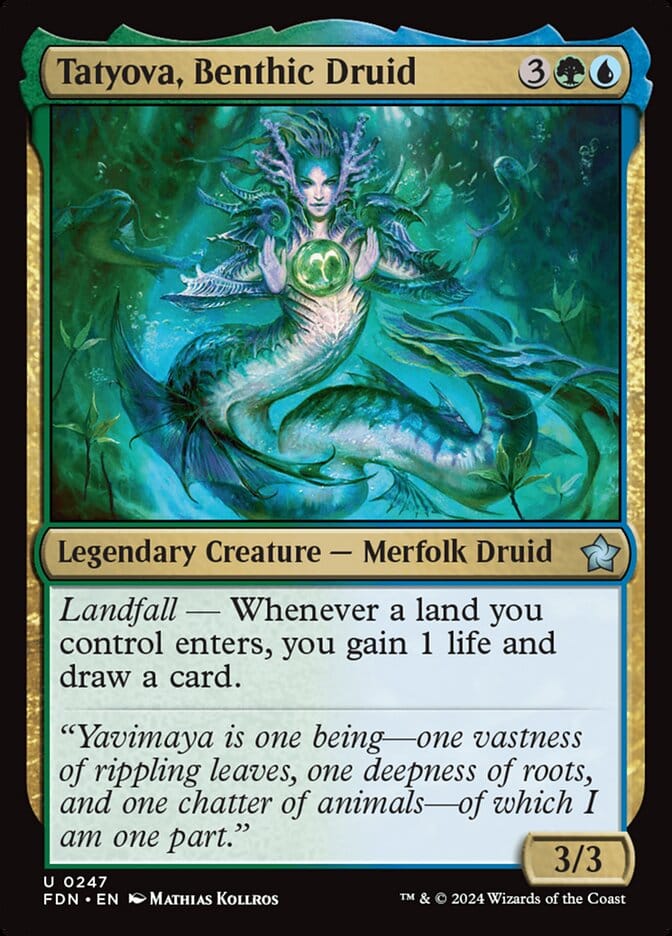 Tatyova, Benthic Druid 3
Legendary Creature — Merfolk Druid
Landfall — Whenever a land you
control enters, you gain 1 life and
draw a card.
“Yavimaya is one being—one vastness
of rippling leaves, one deepness of roots,
and one chatter of animals—of which I
am one part.”
3/3
U 0247
FDN • EN Mathias Kollros
™ & © 2024 Wizards of the Coast